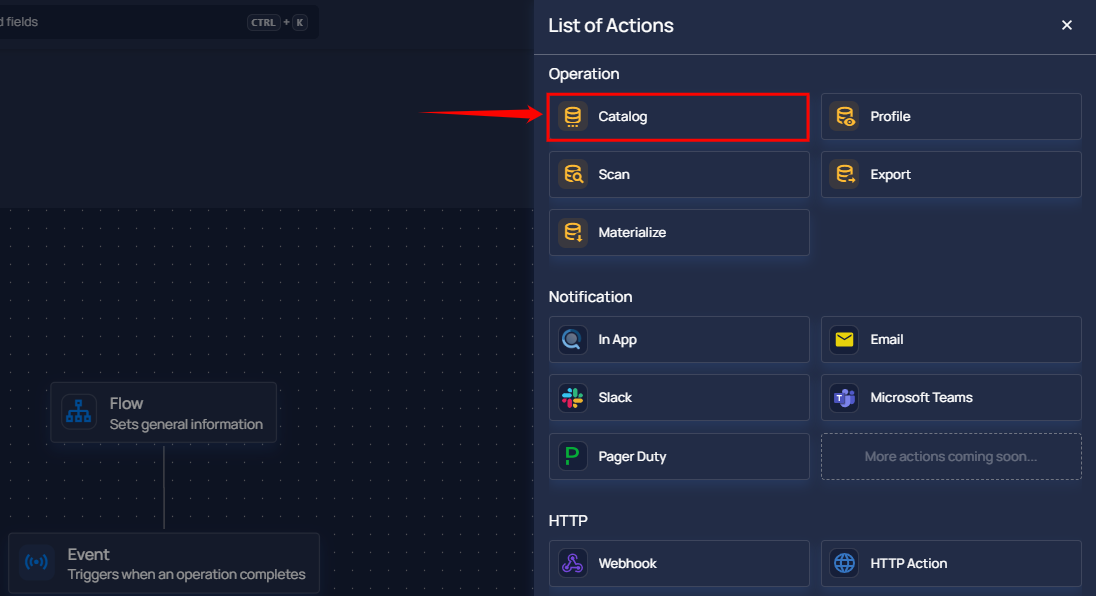 d fields
CTRL + K
List of Actions
Operation
Catalog
Profile
Scan
Export
Materialize
Notification
In App
Email
Slack
Microsoft Teams
Pager Duty
More actions coming soon...
HTTP
Webhook
HTTP Action
Flow
Sets general information
Event
Triggers when an operation completes